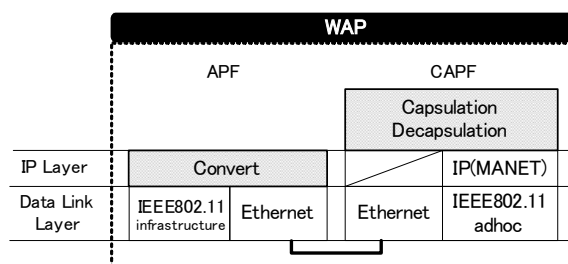 WAP
APF
CAPF
Capsulation
Decapsulation
IP Layer
Convert
IP(MANET)
Data Link
Layer
IEEE802.11
infrastructure
Ethernet
Ethernet
IEEE802.11
adhoc